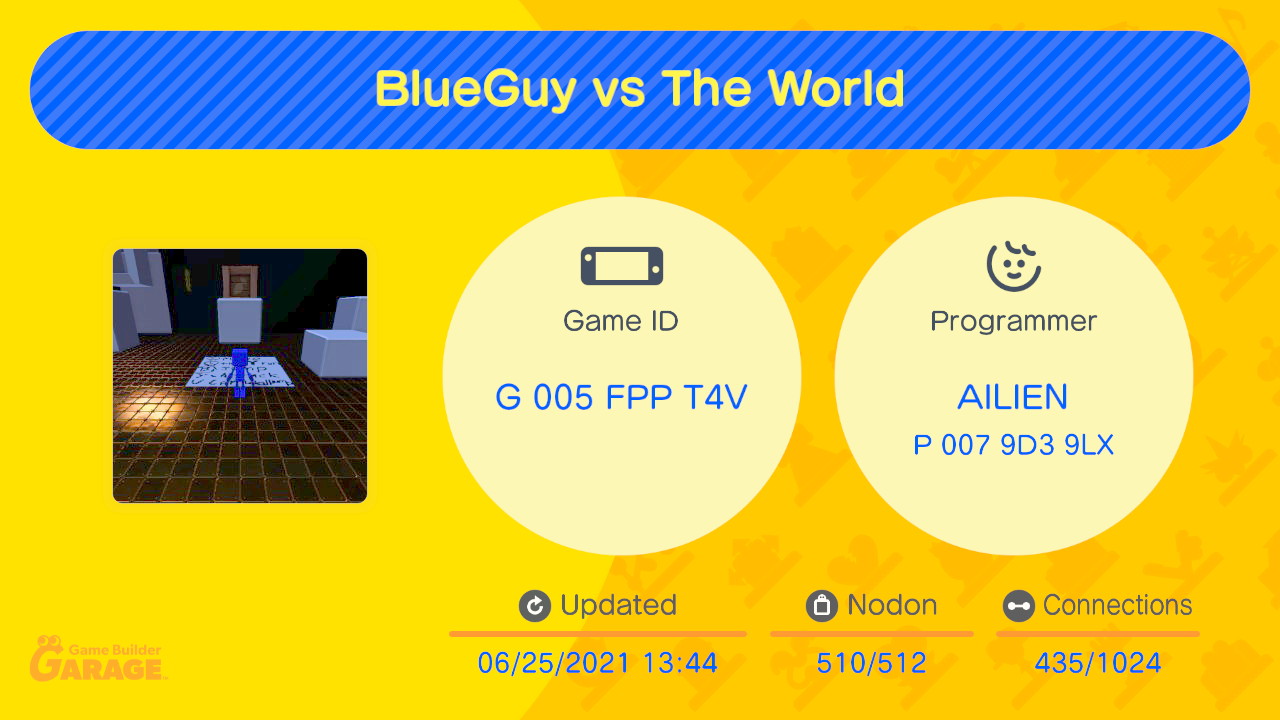 BlueGuy vs The World
Game ID
G 005 FPP T4V
Programmer
AILIEN
P 007 9D3 9LX
Updated
06/25/2021 13:44
Nodon
510/512
Connections
435/1024
Game Builder
GARAGE